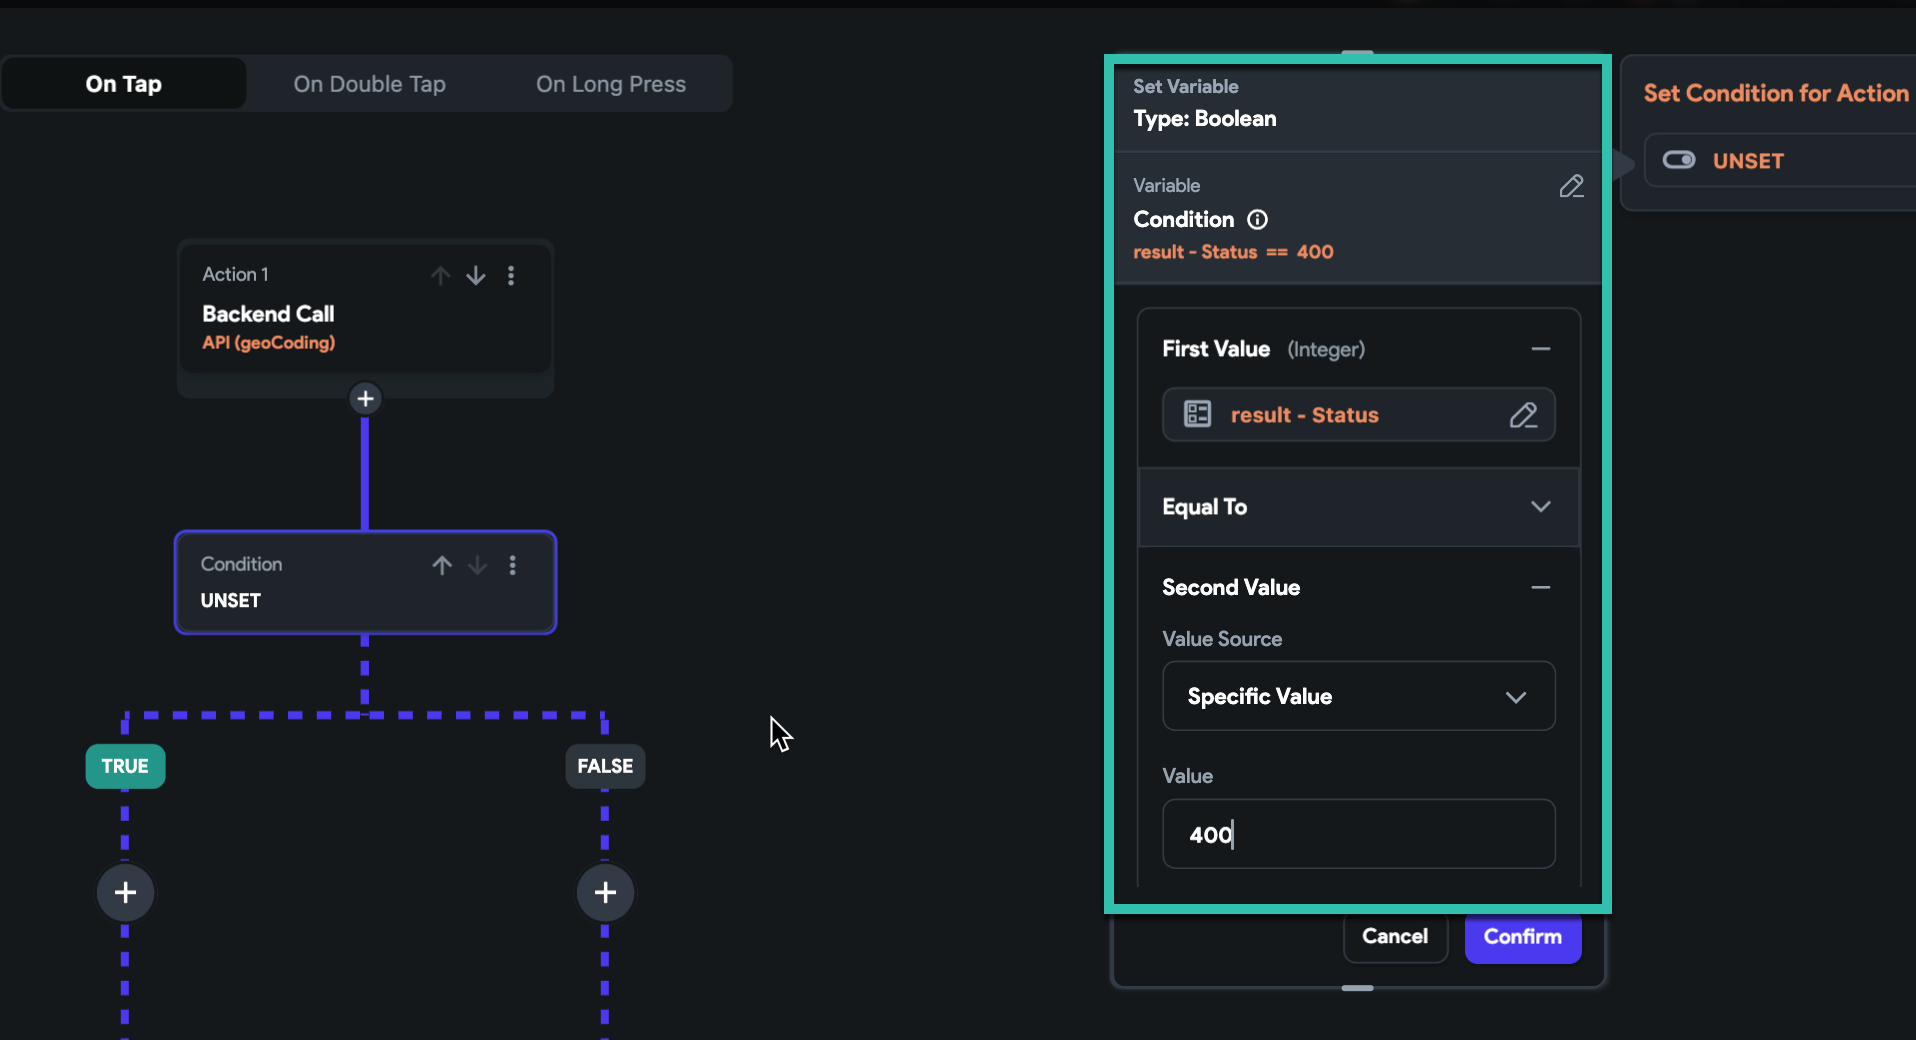 On Tap
On Double Tap
On Long Press
Action 1
Backend Call
API (geoCoding)
Condition
UNSET
TRUE
FALSE
Set Variable
Type: Boolean
Variable
Condition
result - Status == 400
First Value (Integer)
result - Status
Equal To
Second Value
Value Source
Specific Value
Value
400
Cancel
Confirm
Set Condition for Action
UNSET